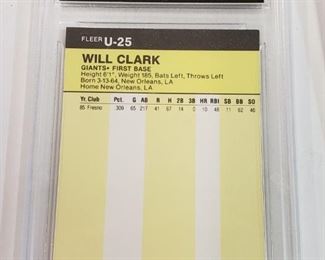 FLEER U-25
WILL CLARK
GIANTS • FIRST BASE
Height 6'1", Weight 185, Bats Left, Throws Left
Born 3-13-64, New Orleans, LA
Home New Orleans, LA
Yr. Club Pct. G AB R H 2B 3B HR RBI SB BB SO
85 Fresno .309 65 217 41 67 14 0 10 48 11 62 46